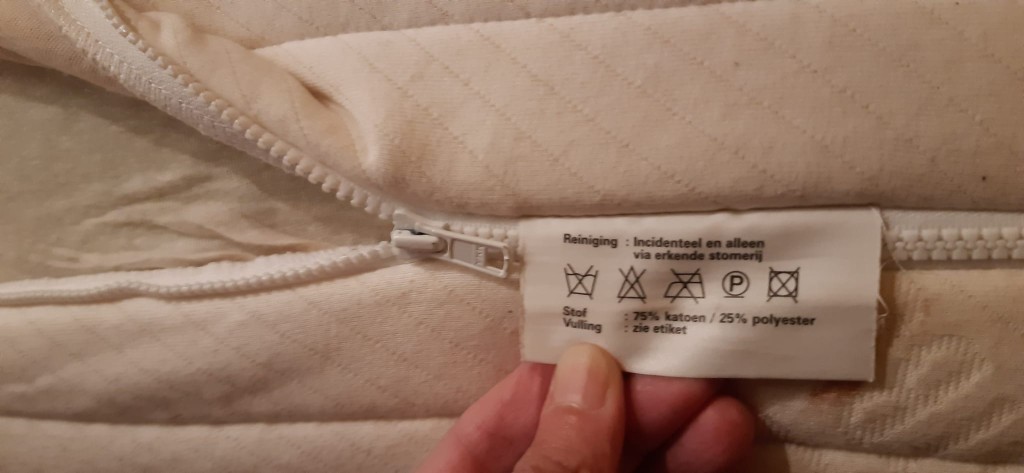 Reiniging : Incidenteel en alleen
via erkende stomerij
P
Stof : 75% katoen / 25% polyester
Vulling : zie etiket